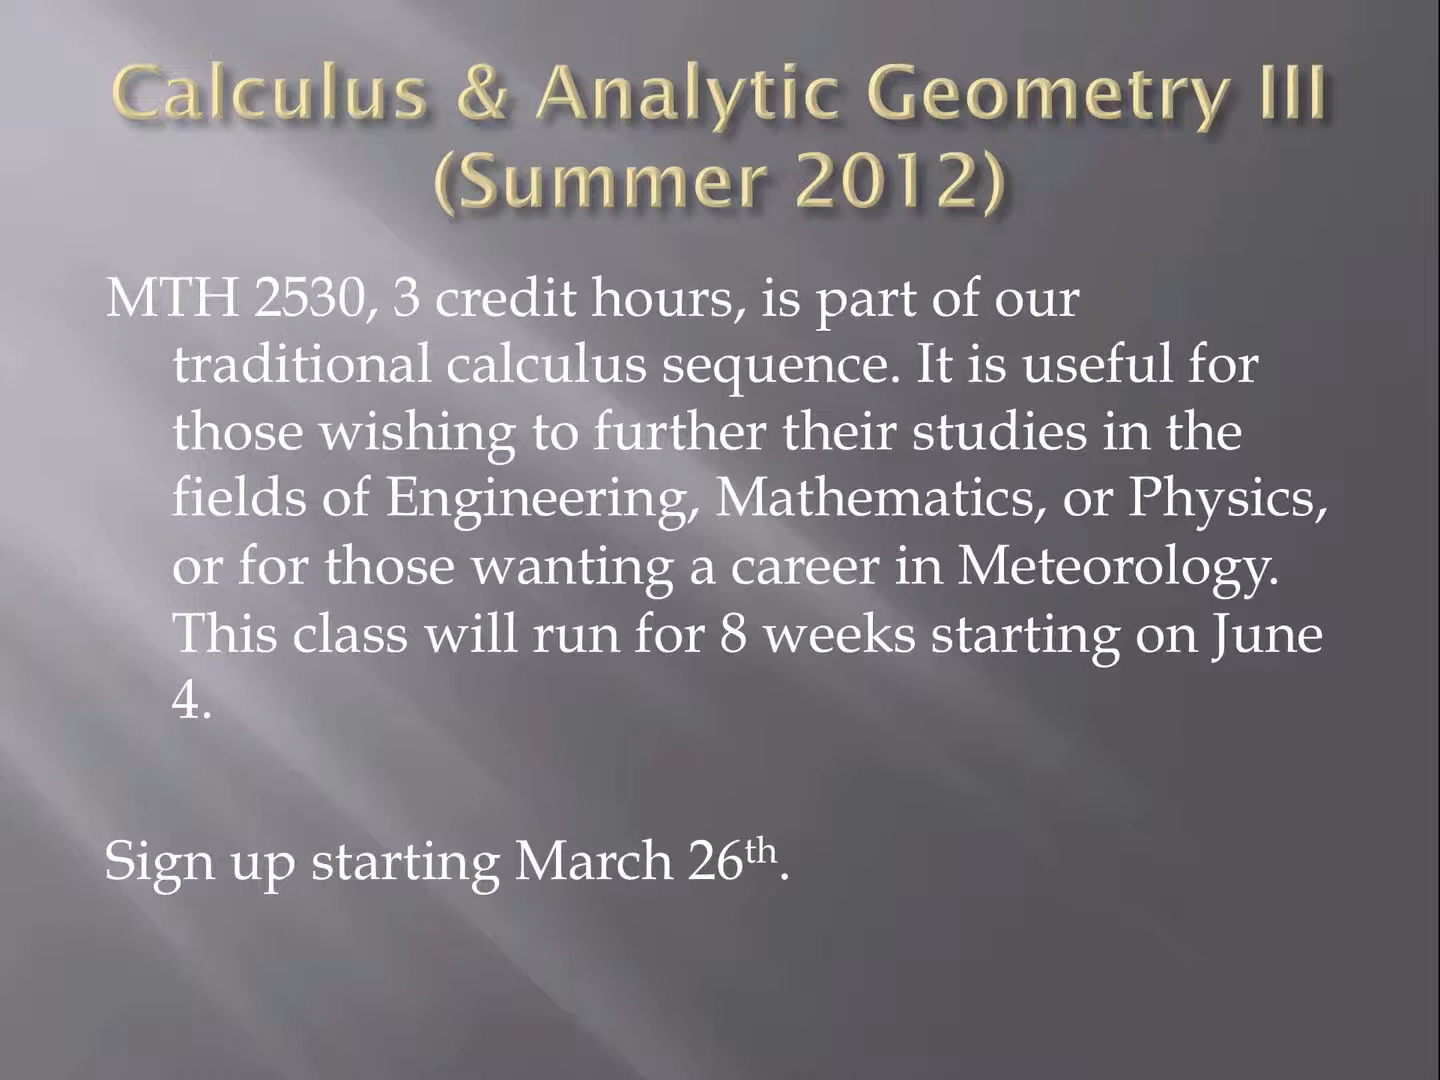 Calculus & Analytic Geometry III
(Summer 2012)
MTH 2530, 3 credit hours, is part of our
traditional calculus sequence. It is useful for
those wishing to further their studies in the
fields of Engineering, Mathematics, or Physics,
or for those wanting a career in Meteorology.
This class will run for 8 weeks starting on June
4.
Sign up starting March 26th.